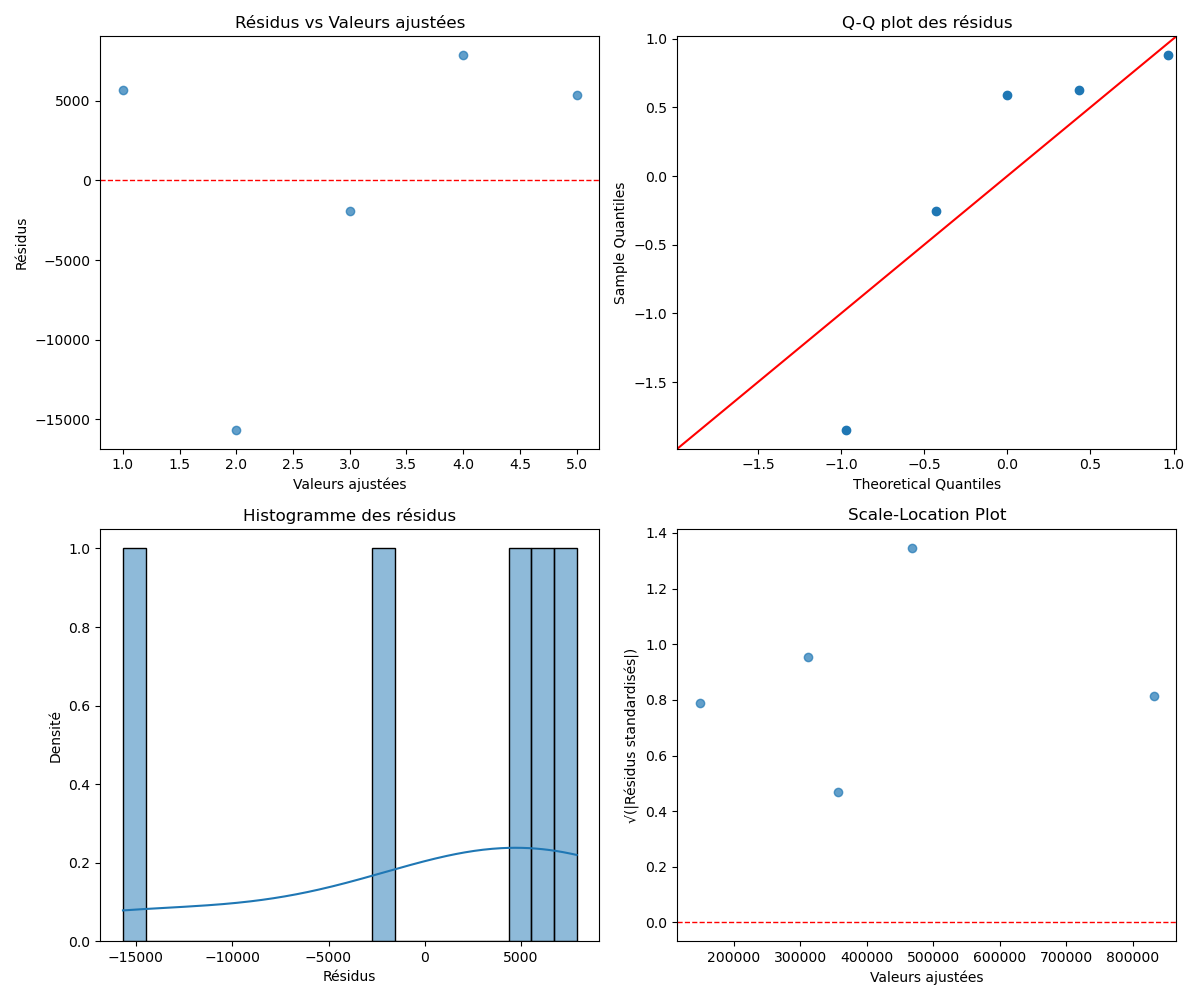 Résidus vs Valeurs ajustées
Résidus
5000
0
−5000
−10000
−15000
1.0 1.5 2.0 2.5 3.0 3.5 4.0 4.5 5.0
Valeurs ajustées
Q-Q plot des résidus
Sample Quantiles
1.0
0.5
0.0
−0.5
−1.0
−1.5
−1.5 −1.0 −0.5 0.0 0.5 1.0
Theoretical Quantiles
Histogramme des résidus
Densité
1.0
0.8
0.6
0.4
0.2
0.0
−15000 −10000 −5000 0 5000
Résidus
Scale-Location Plot
√(|Résidus standardisés|)
1.4
1.2
1.0
0.8
0.6
0.4
0.2
0.0
200000 300000 400000 500000 600000 700000 800000
Valeurs ajustées